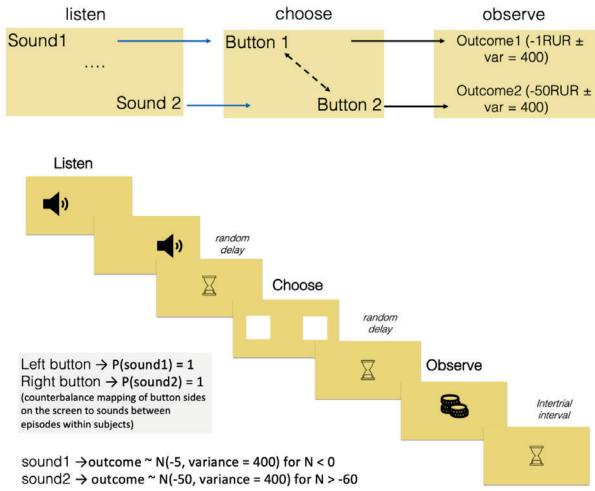 listen
choose
observe
Sound1
....
Sound 2
Button 1
Button 2
Outcome1 (-1RUR ±
var = 400)
Outcome2 (-50RUR ±
var = 400)
Listen
random
delay
Choose
random
delay
Observe
Intertrial
interval
Left button → P(sound1) = 1
Right button → P(sound2) = 1
(counterbalance mapping of button sides
on the screen to sounds between
episodes within subjects)
sound1 →outcome ~ N(-5, variance = 400) for N < 0
sound2 → outcome ~ N(-50, variance = 400) for N > -60